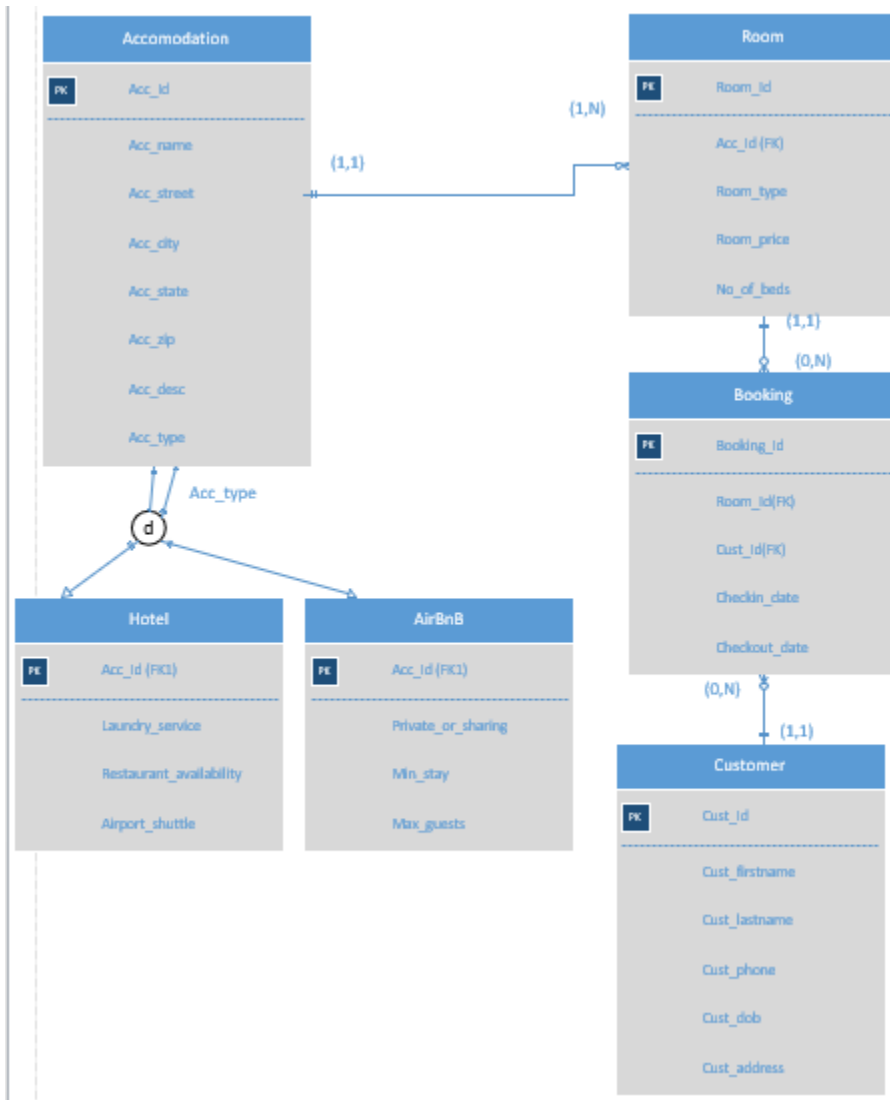 Accomodation
PK Acc_Id
Acc_name
Acc_street
Acc_city
Acc_state
Acc_zip
Acc_desc
Acc_type
(1,1)
(1,N)
Room
PK Room_Id
Acc_Id (FK)
Room_type
Room_price
No_of_beds
(1,1)
(0,N)
Booking
PK Booking_Id
Room_Id(FK)
Cust_Id(FK)
Checkin_date
Checkout_date
(0,N)
(1,1)
Customer
PK Cust_Id
Cust_firstname
Cust_lastname
Cust_phone
Cust_dob
Cust_address
Acc_type
d
Hotel
PK Acc_Id (FK1)
Laundry_service
Restaurant_availability
Airport_shuttle
AirBnB
PK Acc_Id (FK1)
Private_or_sharing
Min_stay
Max_guests